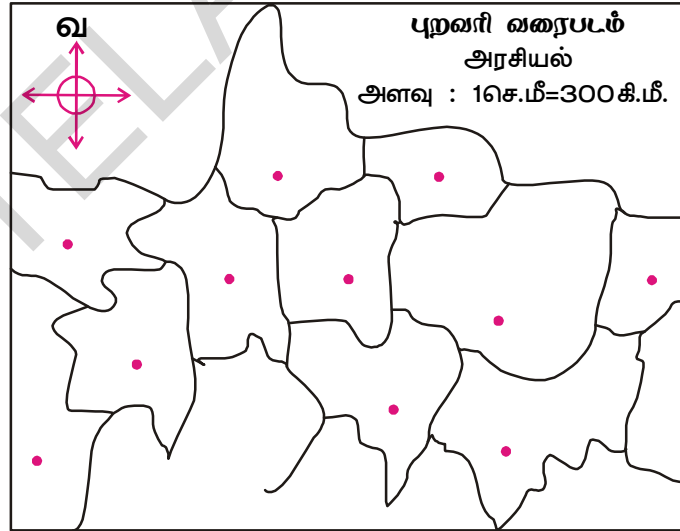 வ
புறவரி வரைபடம்
அரசியல்
அளவு : 1செ.மீ=300கி.மீ.